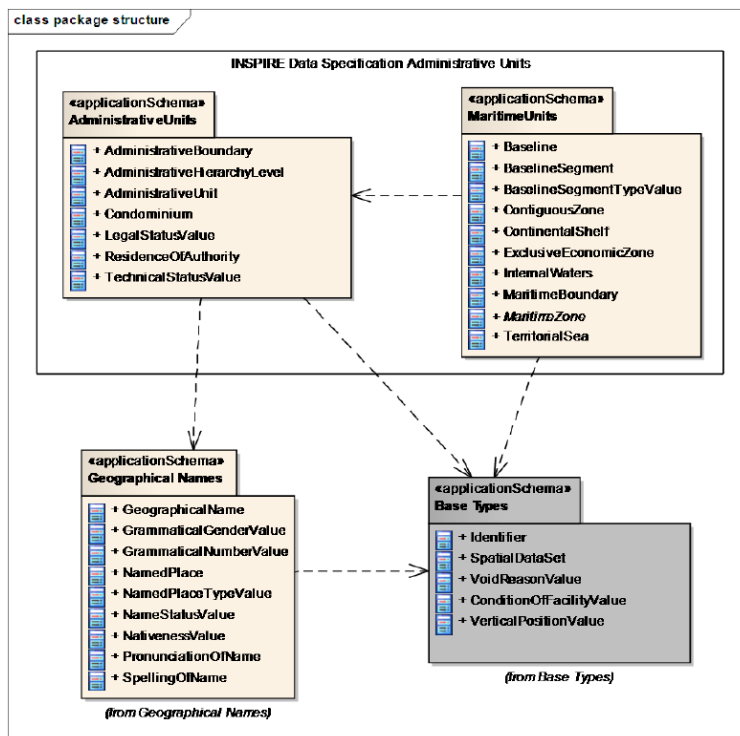 class package structure
INSPIRE Data Specification Administrative Units
«applicationSchema»
AdministrativeUnits
+ AdministrativeBoundary
+ AdministrativeHierarchyLevel
+ AdministrativeUnit
+ Condominium
+ LegalStatusValue
+ ResidenceOfAuthority
+ TechnicalStatusValue
«applicationSchema»
MaritimeUnits
+ Baseline
+ BaselineSegment
+ BaselineSegmentTypeValue
+ ContiguousZone
+ ContinentalShelf
+ ExclusiveEconomicZone
+ InternalWaters
+ MaritimeBoundary
+ MaritimeZone
+ TerritorialSea
«applicationSchema»
Geographical Names
+ GeographicalName
+ GrammaticalGenderValue
+ GrammaticalNumberValue
+ NamedPlace
+ NamedPlaceTypeValue
+ NameStatusValue
+ NativenessValue
+ PronunciationOfName
+ SpellingOfName
(from Geographical Names)
«applicationSchema»
Base Types
+ Identifier
+ SpatialDataSet
+ VoidReasonValue
+ ConditionOfFacilityValue
+ VerticalPositionValue
(from Base Types)